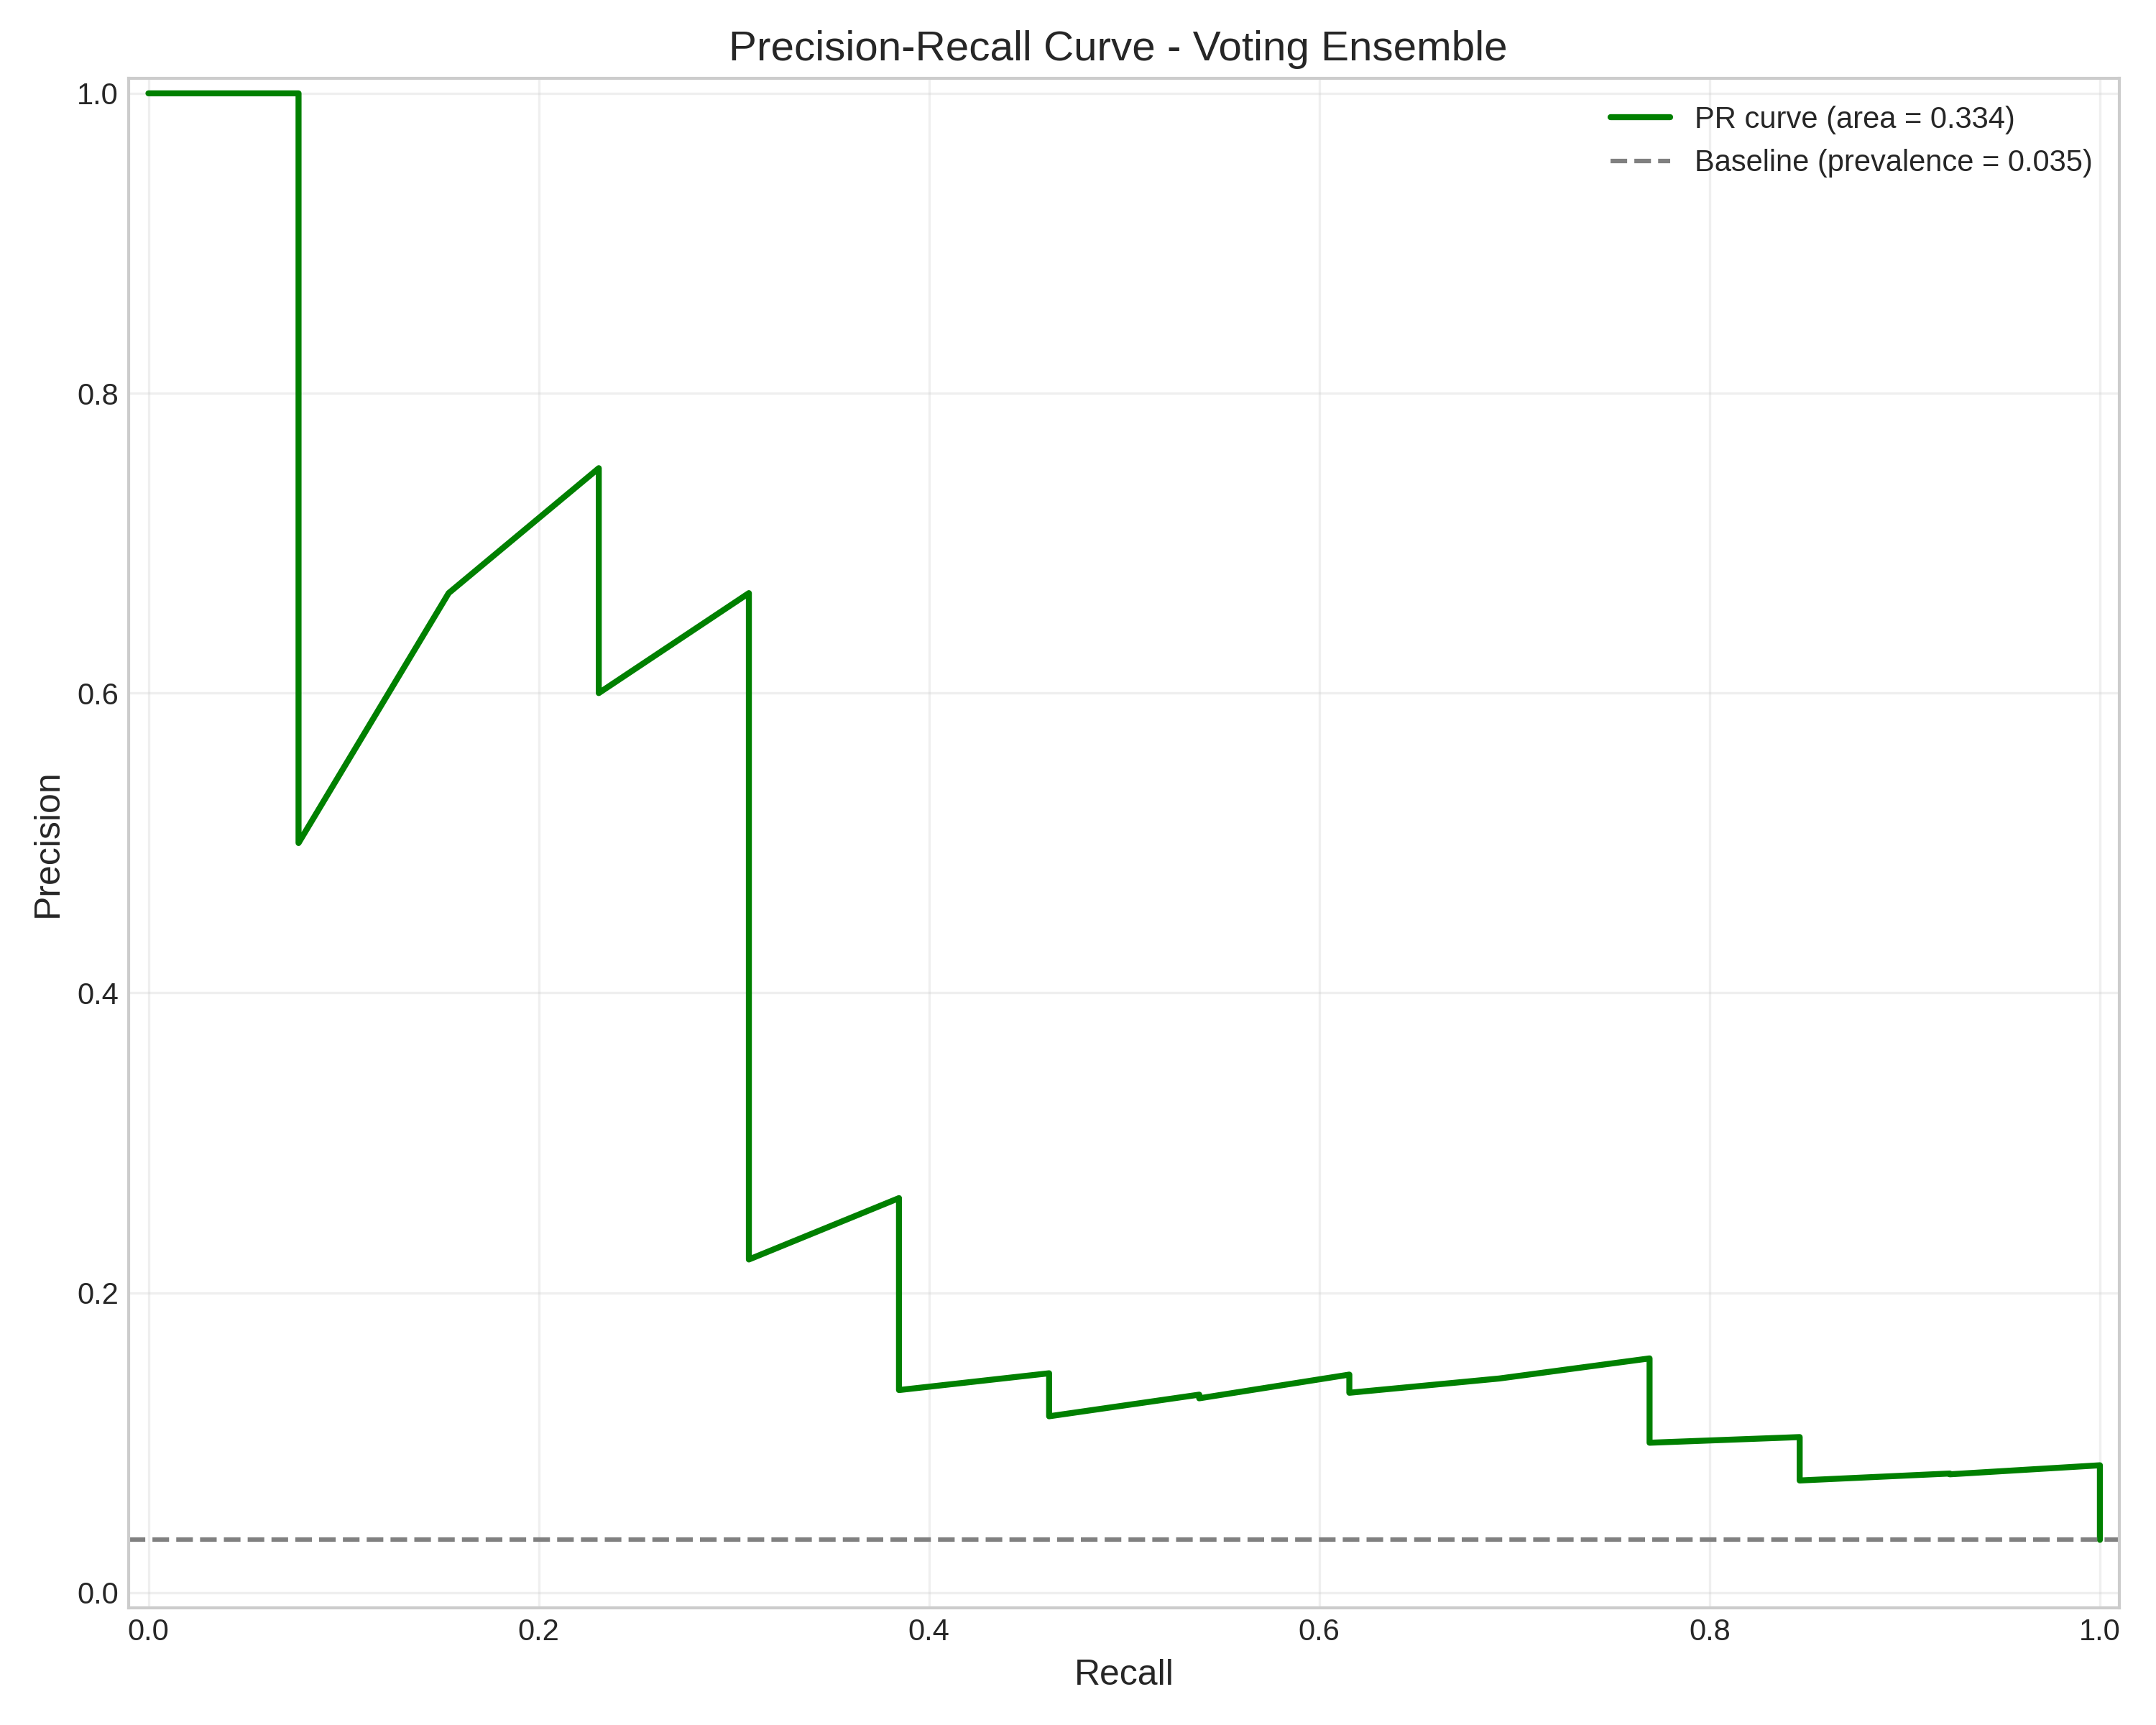 Precision-Recall Curve - Voting Ensemble
PR curve (area = 0.334)
Baseline (prevalence = 0.035)
Precision
1.0
0.8
0.6
0.4
0.2
0.0
0.0 0.2 0.4 0.6 0.8 1.0
Recall